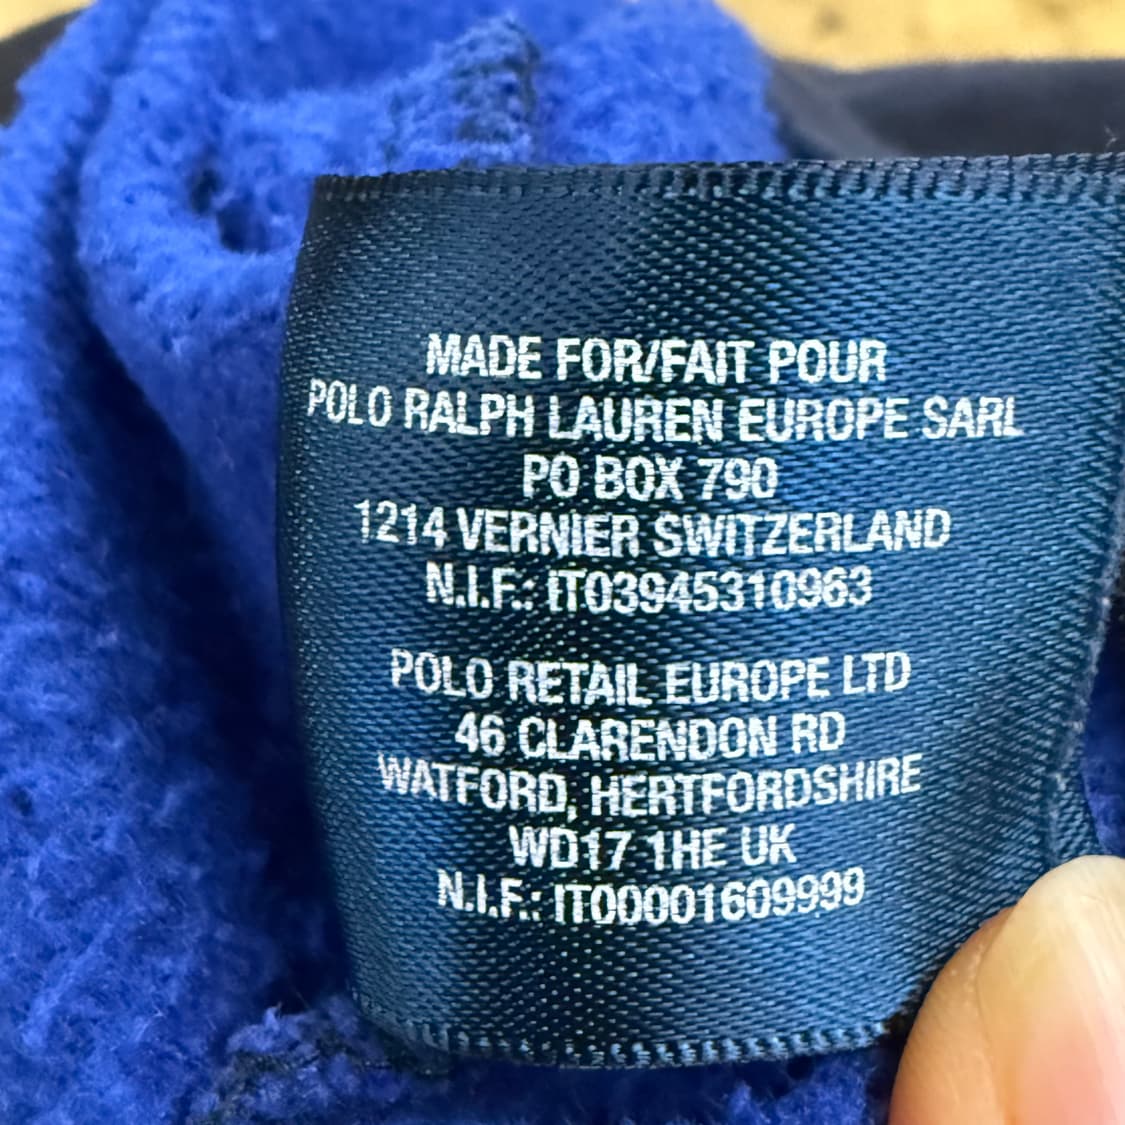 MADE FOR/FAIT POUR
POLO RALPH LAUREN EUROPE SARL
PO BOX 790
1214 VERNIER SWITZERLAND
N.I.F.: IT03945310963
POLO RETAIL EUROPE LTD
46 CLARENDON RD
WATFORD, HERTFORDSHIRE
WD17 1HE UK
N.I.F.: IT00001609999